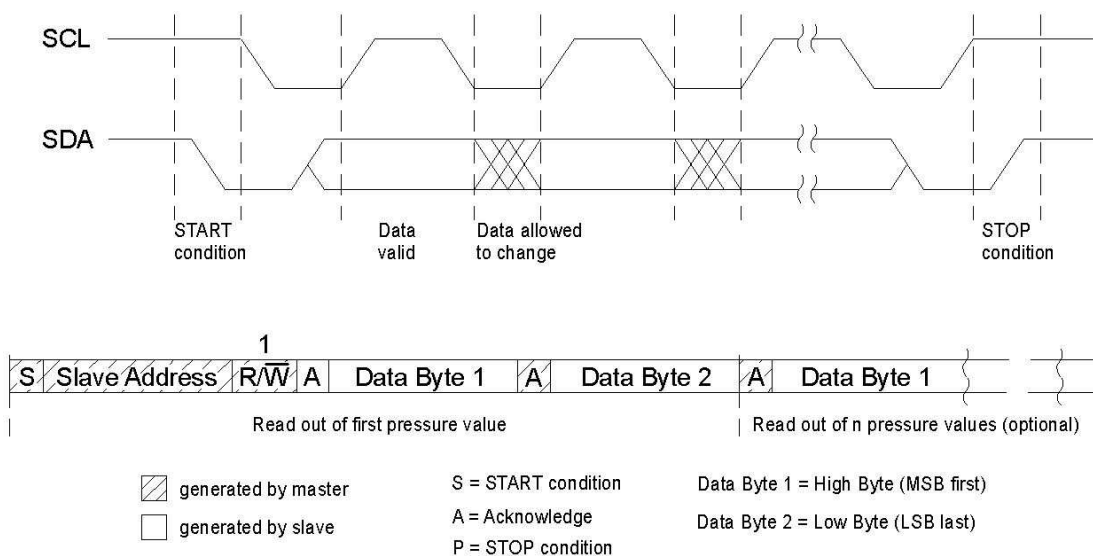 SCL
SDA
START
condition
Data
valid
Data allowed
to change
STOP
condition
1
S Slave Address R/W̅ A Data Byte 1 A Data Byte 2 A Data Byte 1
Read out of first pressure value Read out of n pressure values (optional)
generated by master
generated by slave
S = START condition
A = Acknowledge
P = STOP condition
Data Byte 1 = High Byte (MSB first)
Data Byte 2 = Low Byte (LSB last)